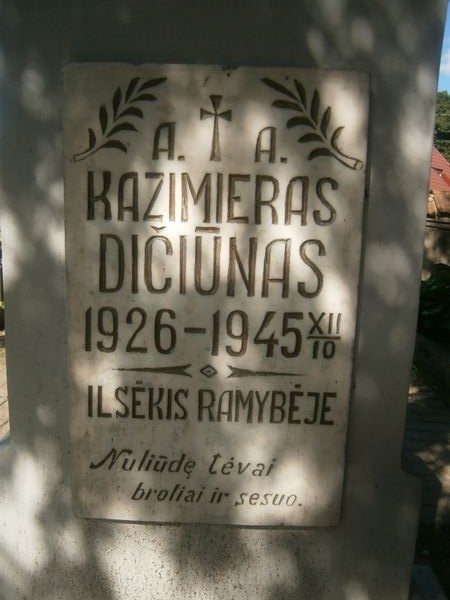 A. A.
KAZIMIERAS
DIČIŪNAS
1926-1945 XII/10
ILSĖKIS RAMYBĖJE
Nuliūdę tėvai
broliai ir sesuo.